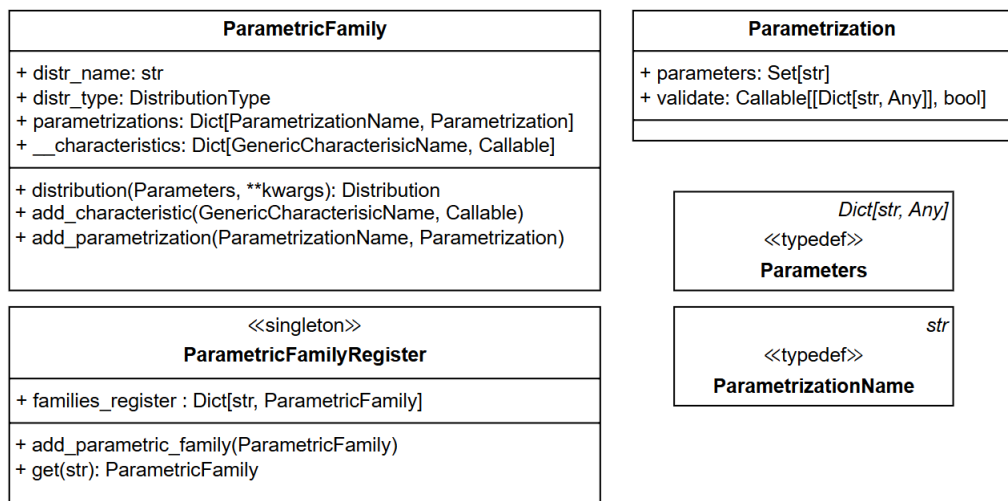 ParametricFamily
+ distr_name: str
+ distr_type: DistributionType
+ parametrizations: Dict[ParametrizationName, Parametrization]
+ __characteristics: Dict[GenericCharacterisicName, Callable]
+ distribution(Parameters, **kwargs): Distribution
+ add_characteristic(GenericCharacterisicName, Callable)
+ add_parametrization(ParametrizationName, Parametrization)
Parametrization
+ parameters: Set[str]
+ validate: Callable[[Dict[str, Any]], bool]
Dict[str, Any]
≪typedef≫
Parameters
≪singleton≫
ParametricFamilyRegister
+ families_register : Dict[str, ParametricFamily]
+ add_parametric_family(ParametricFamily)
+ get(str): ParametricFamily
str
≪typedef≫
ParametrizationName